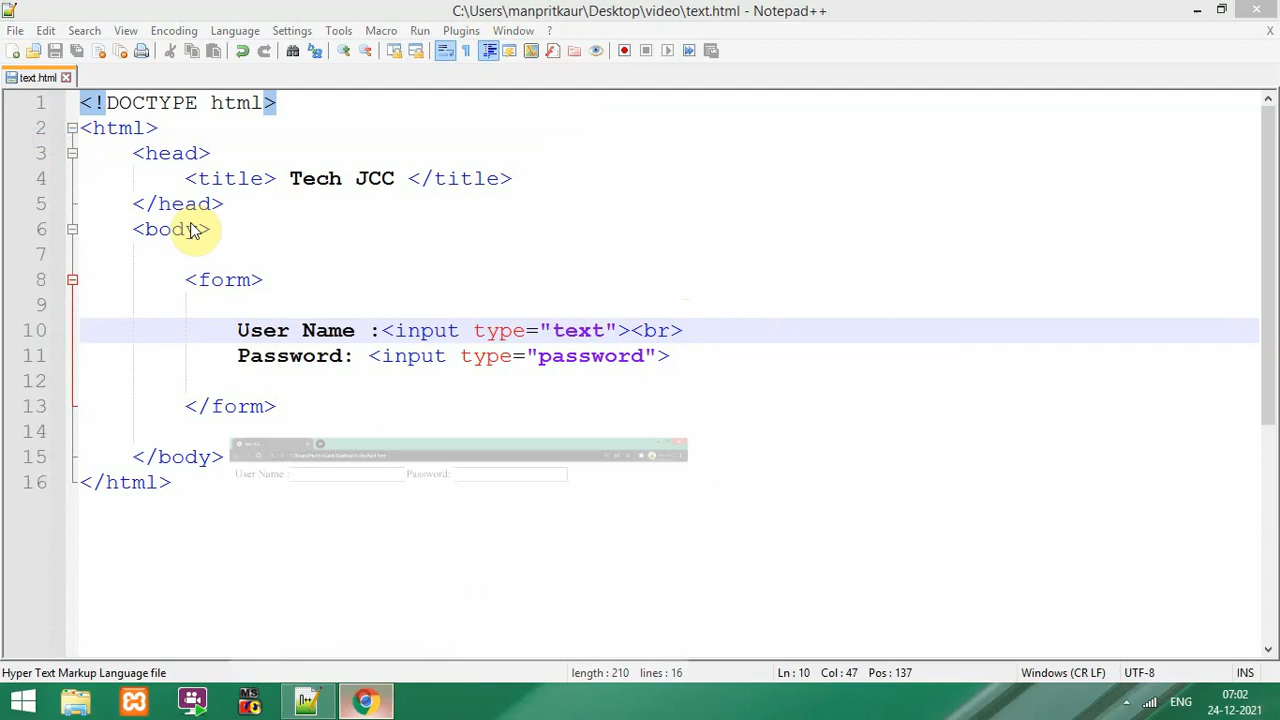 C:\Users\manpritkaur\Desktop\video\text.html - Notepad++
File Edit Search View Encoding Language Settings Tools Macro Run Plugins Window ?
X
text.html
1 <!DOCTYPE html>
2 <html>
3 <head>
4 <title> Tech JCC </title>
5 </head>
6 <body>
7
8 <form>
9
10 User Name :<input type="text"><br>
11 Password: <input type="password">
12
13 </form>
14
15 </body>
16 </html>
User Name : Password:
Hyper Text Markup Language file length : 210 lines : 16 Ln : 10 Col : 47 Pos : 137 Windows (CR LF) UTF-8 INS
MS
N++
ENG
07:02
24-12-2021